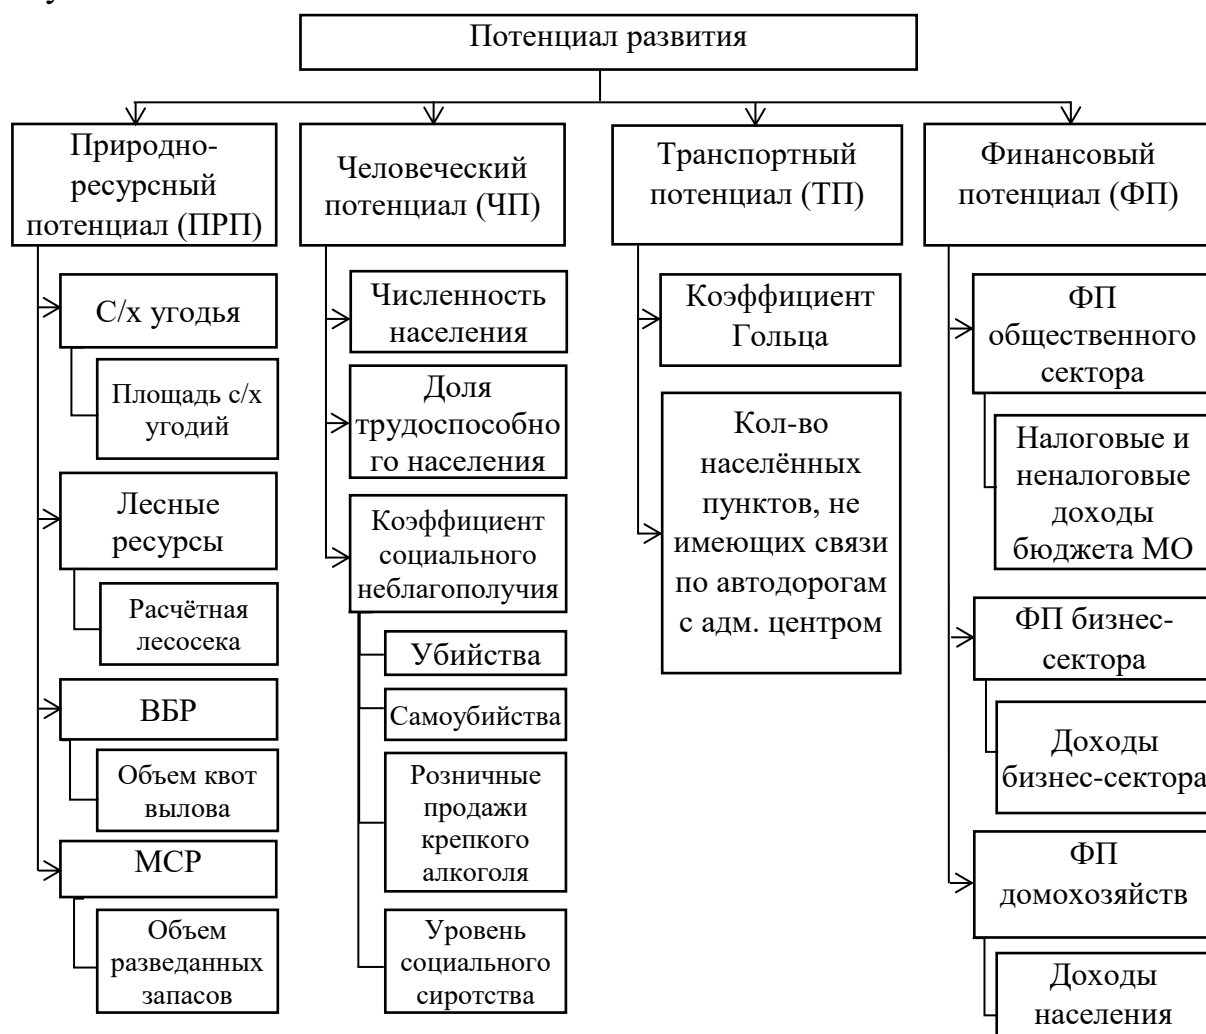 Потенциал развития
Природно-
ресурсный
потенциал (ПРП)
Человеческий
потенциал (ЧП)
Транспортный
потенциал (ТП)
Финансовый
потенциал (ФП)
С/х угодья
Площадь с/х
угодий
Лесные
ресурсы
Расчётная
лесосека
ВБР
Объем квот
вылова
МСР
Объем
разведанных
запасов
Численность
населения
Доля
трудоспособно
го населения
Коэффициент
социального
неблагополучия
Убийства
Самоубийства
Розничные
продажи
крепкого
алкоголя
Уровень
социального
сиротства
Коэффициент
Гольца
Кол-во
населённых
пунктов, не
имеющих связи
по автодорогам
с адм. центром
ФП
общественного
сектора
Налоговые и
неналоговые
доходы
бюджета МО
ФП бизнес-
сектора
Доходы
бизнес-сектора
ФП
домохозяйств
Доходы
населения